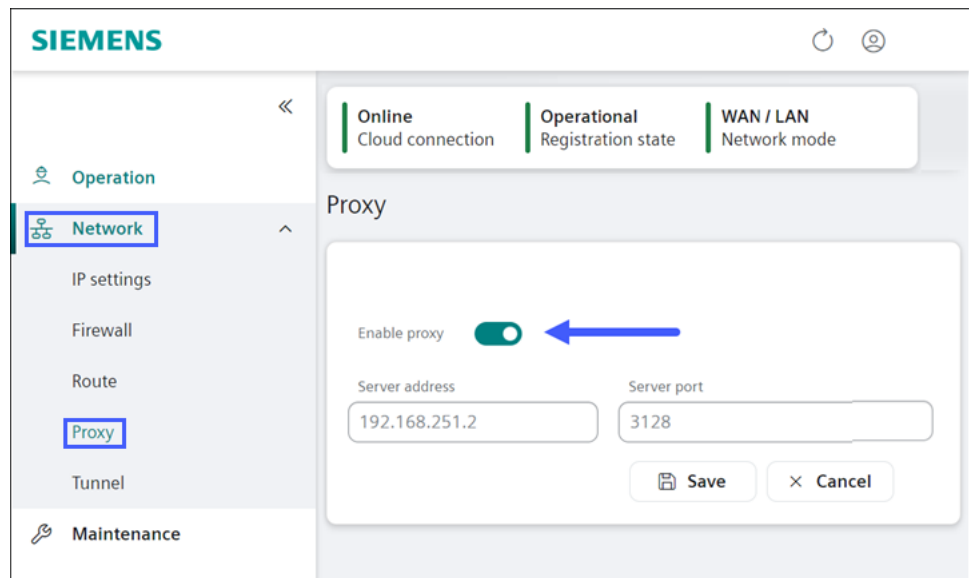 SIEMENS
Online
Cloud connection
Operational
Registration state
WAN / LAN
Network mode
Operation
Network
IP settings
Firewall
Route
Proxy
Tunnel
Maintenance
Proxy
Enable proxy
Server address
Server port
192.168.251.2
3128
Save
Cancel